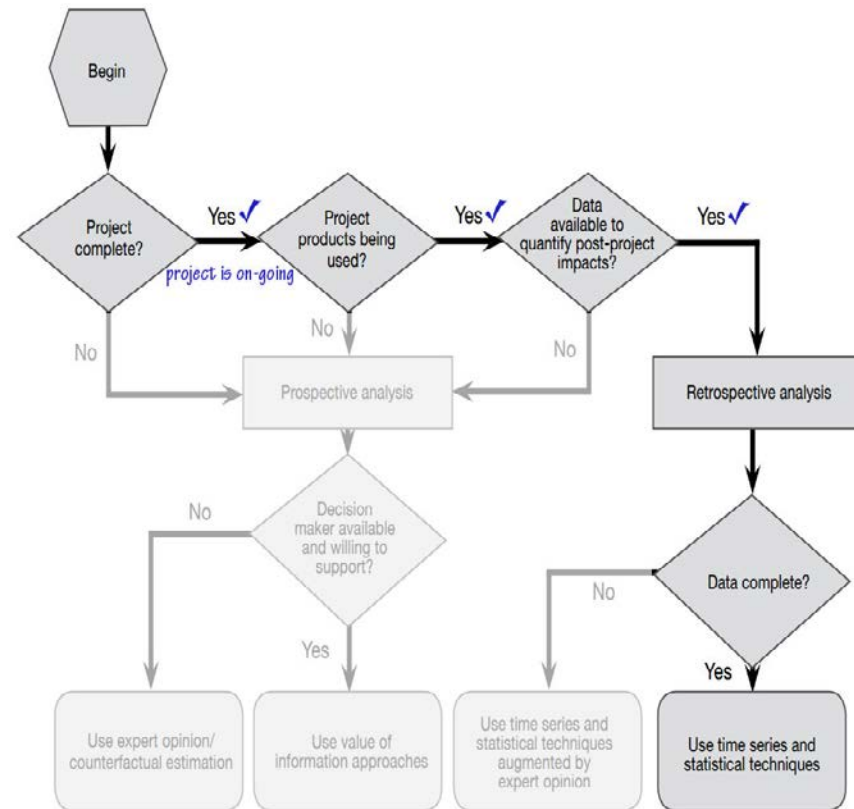 Begin
Project
complete?
Yes ✓
project is on-going
Project
products being
used?
Yes ✓
Data
available to
quantify post-project
impacts?
Yes ✓
No
No
No
Prospective analysis
Retrospective analysis
Decision
maker available
and willing to
support?
No
Yes
Data complete?
No
Yes
Use expert opinion/
counterfactual estimation
Use value of
information approaches
Use time series and
statistical techniques
augmented by
expert opinion
Use time series and
statistical techniques